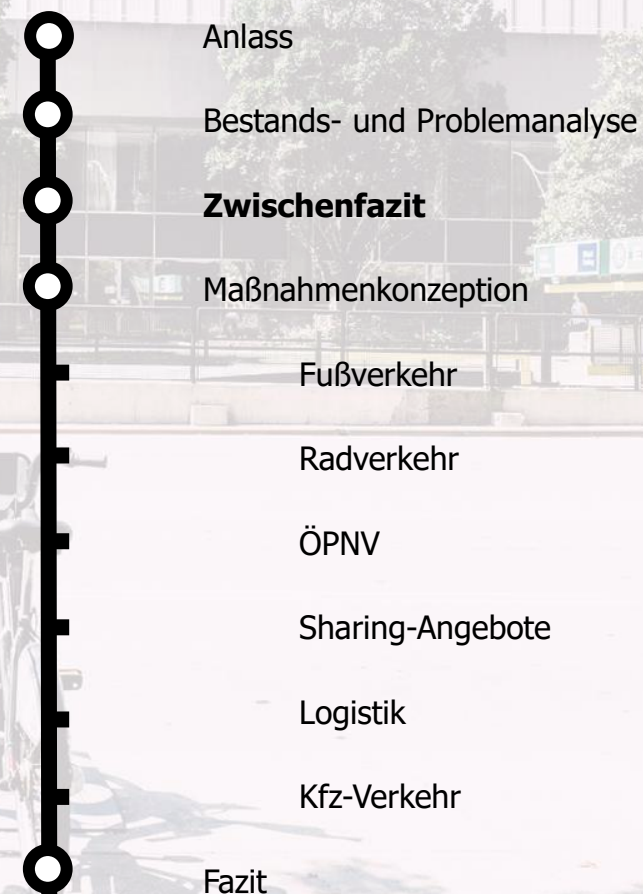 Anlass
Bestands- und Problemanalyse
Zwischenfazit
Maßnahmenkonzeption
Fußverkehr
Radverkehr
ÖPNV
Sharing-Angebote
Logistik
Kfz-Verkehr
Fazit